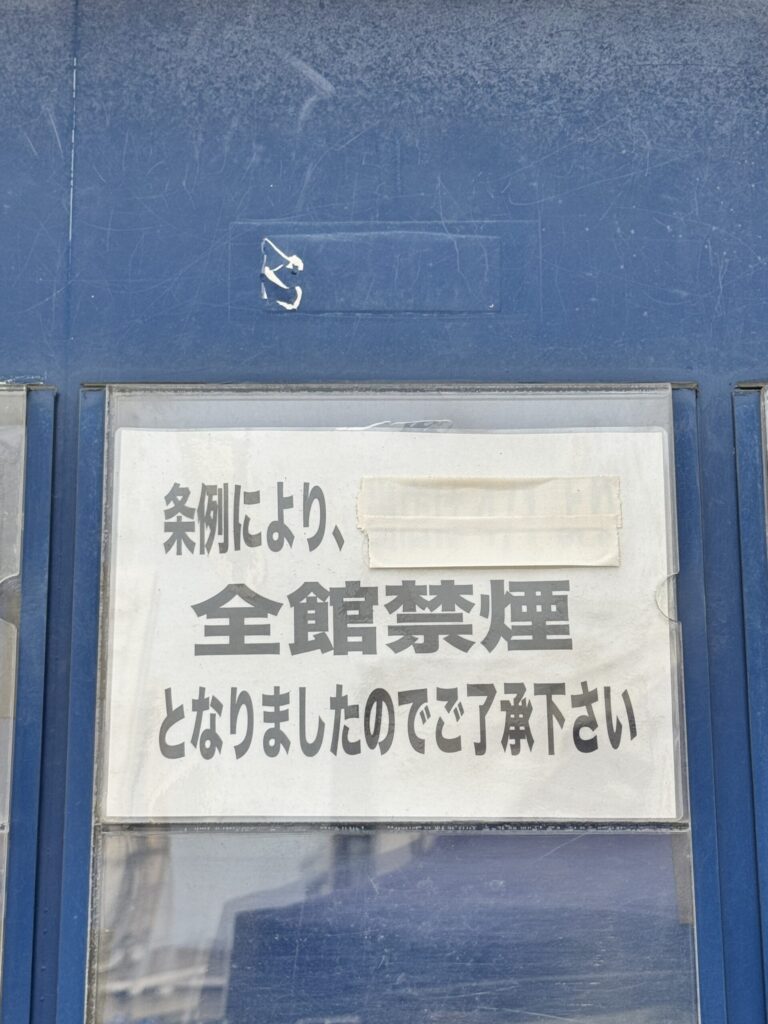 条例により、
全館禁煙
となりましたのでご了承下さい